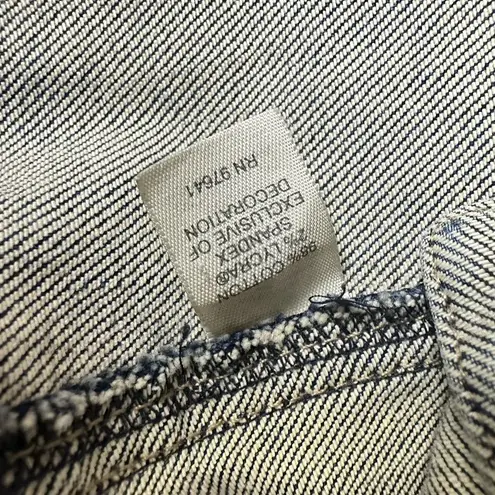 98% COTTON
2% LYCRA®
SPANDEX
EXCLUSIVE OF
DECORATION
RN 97641